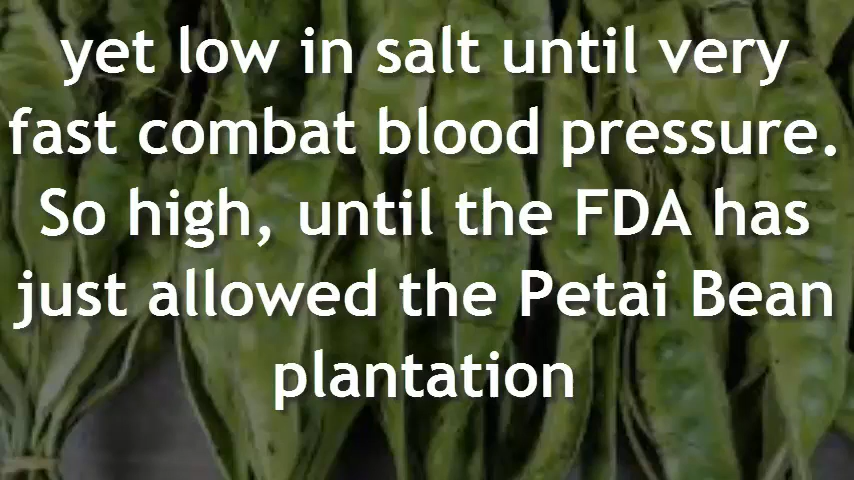 yet low in salt until very
fast combat blood pressure.
So high, until the FDA has
just allowed the Petai Bean
plantation